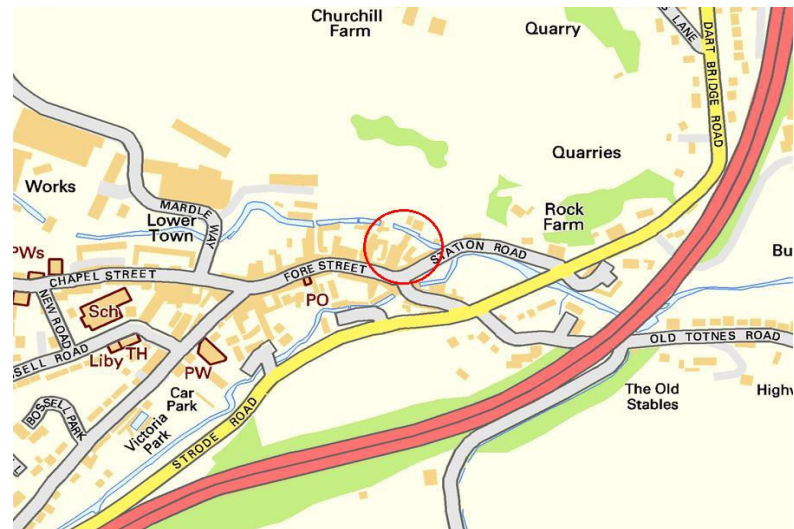 Churchill
Farm
Quarry
LANE
DART BRIDGE ROAD
Quarries
Works
MARDLE WAY
Lower
Town
Rock
Farm
STATION ROAD
PWs
CHAPEL STREET
FORE STREET
PO
Sch
NEW ROAD
SELL ROAD
Liby
TH
PW
OLD TOTNES ROAD
Car
Park
The Old
Stables
BOSSELL PARK
Victoria
Park
STRODE ROAD